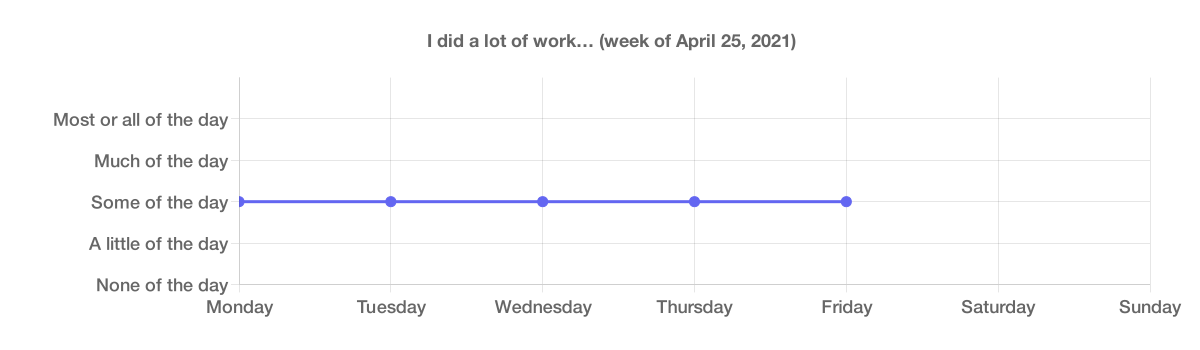 I did a lot of work… (week of April 25, 2021)
Most or all of the day
Much of the day
Some of the day
A little of the day
None of the day
Monday Tuesday Wednesday Thursday Friday Saturday Sunday